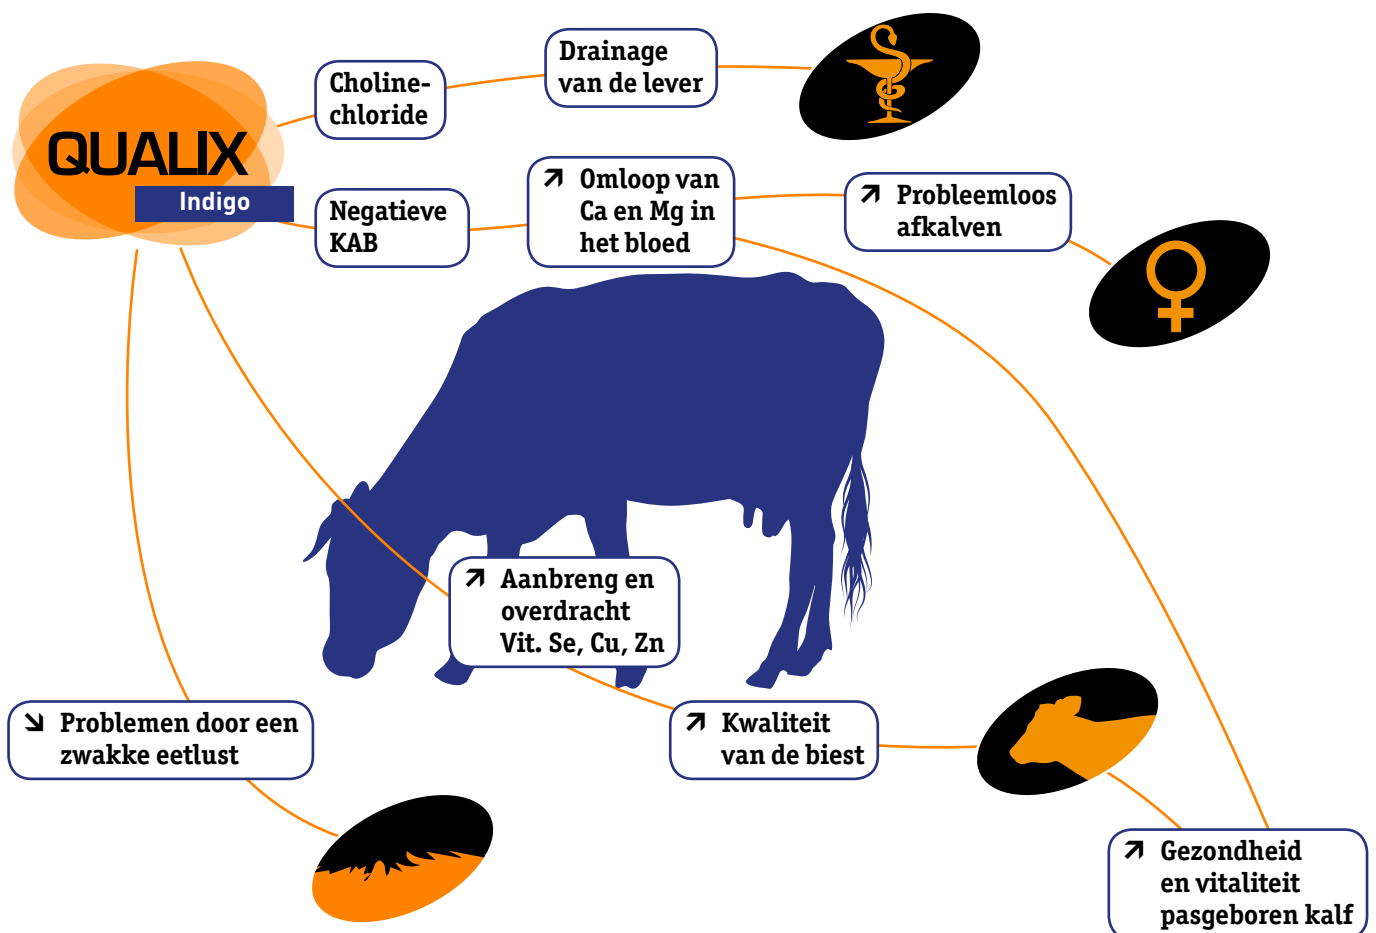 QUALIX
Indigo
Choline-
chloride
Drainage
van de lever
Negatieve
KAB
↗ Omloop van
Ca en Mg in
het bloed
↗ Probleemloos
afkalven
↗ Aanbreng en
overdracht
Vit. Se, Cu, Zn
↘ Problemen door een
zwakke eetlust
↗ Kwaliteit
van de biest
↗ Gezondheid
en vitaliteit
pasgeboren kalf